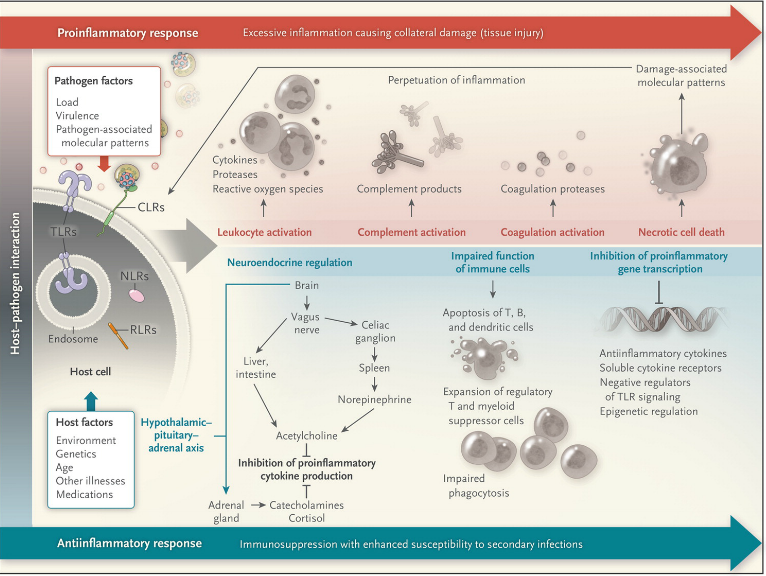 Proinflammatory response
Excessive inflammation causing collateral damage (tissue injury)
Host–pathogen interaction
Pathogen factors
Load
Virulence
Pathogen-associated
molecular patterns
CLRs
TLRs
NLRs
RLRs
Endosome
Host cell
Host factors
Environment
Genetics
Age
Other illnesses
Medications
Perpetuation of inflammation
Damage-associated
molecular patterns
Cytokines
Proteases
Reactive oxygen species
Complement products
Coagulation proteases
Leukocyte activation
Complement activation
Coagulation activation
Necrotic cell death
Neuroendocrine regulation
Brain
Vagus
nerve
Celiac
ganglion
Liver,
intestine
Spleen
Norepinephrine
Hypothalamic–
pituitary–
adrenal axis
Acetylcholine
Inhibition of proinflammatory
cytokine production
Adrenal
gland
Catecholamines
Cortisol
Impaired function
of immune cells
Apoptosis of T, B,
and dendritic cells
Expansion of regulatory
T and myeloid
suppressor cells
Impaired
phagocytosis
Inhibition of proinflammatory
gene transcription
Antiinflammatory cytokines
Soluble cytokine receptors
Negative regulators
of TLR signaling
Epigenetic regulation
Antiinflammatory response
Immunosuppression with enhanced susceptibility to secondary infections